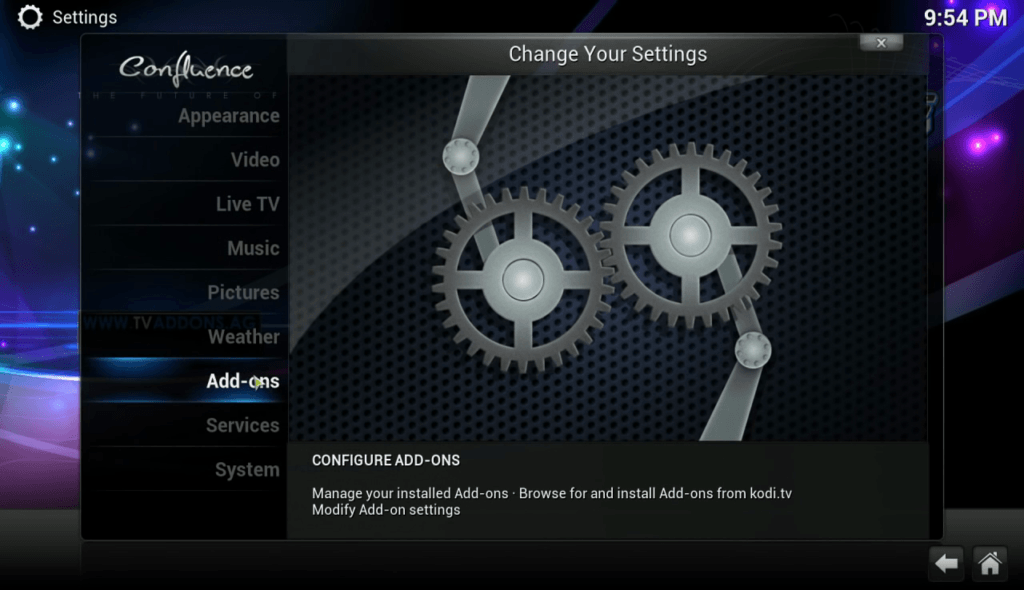 Settings
9:54 PM
Change Your Settings
x
Confluence
THE FUTURE OF
Appearance
Video
Live TV
Music
Pictures
WWW.TVADDONS.AG
Weather
Add-ons
Services
System
CONFIGURE ADD-ONS
Manage your installed Add-ons · Browse for and install Add-ons from kodi.tv
Modify Add-on settings